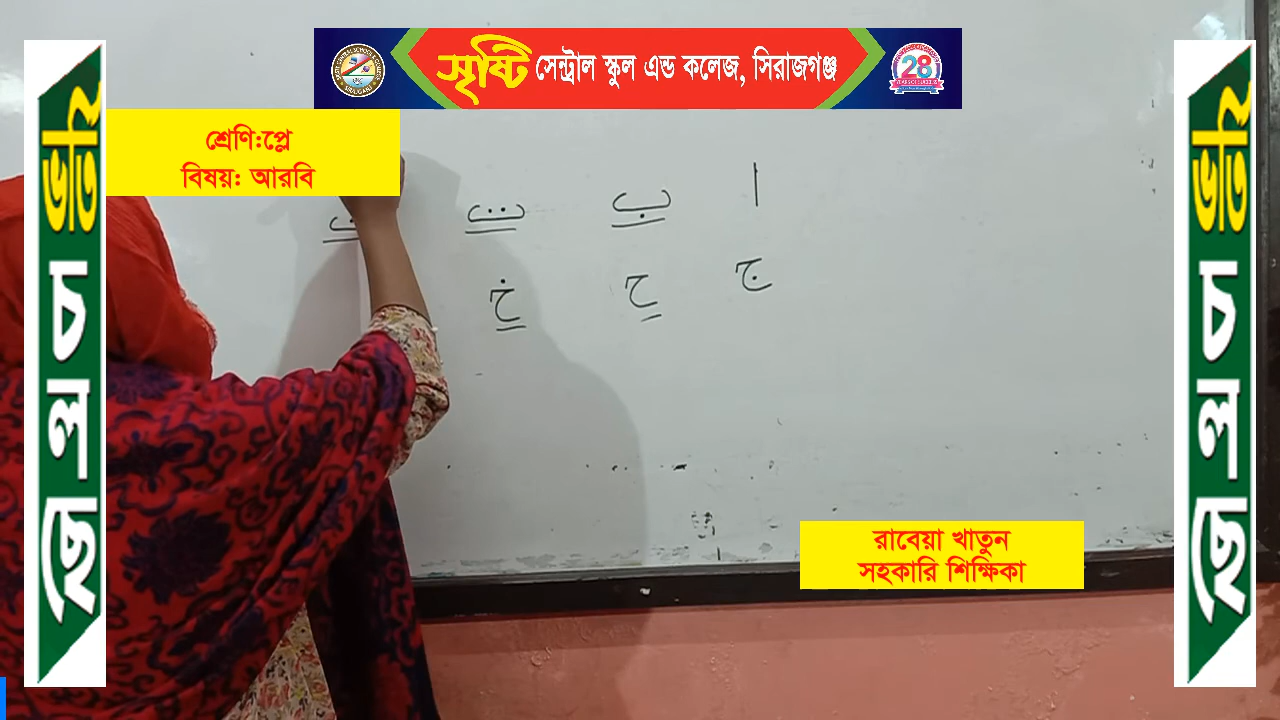 সৃষ্টি সেন্ট্রাল স্কুল এন্ড কলেজ, সিরাজগঞ্জ
28
শ্রেণি:প্লে
বিষয়: আরবি
ভর্তি চলছে
ভর্তি চলছে
ا ب ت
ج ح خ
রাবেয়া খাতুন
সহকারি শিক্ষিকা